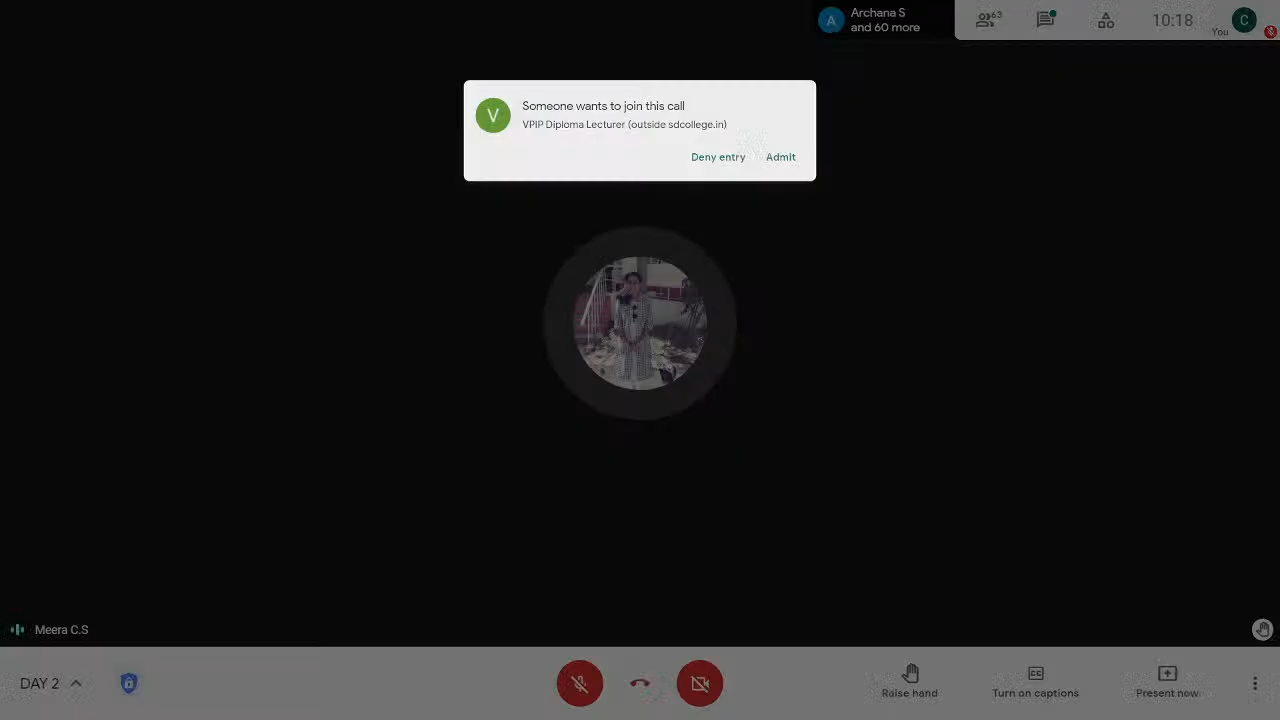 A
Archana S
and 60 more
63
10:18
You
C
V
Someone wants to join this call
VPIP Diploma Lecturer (outside sdcollege.in)
Deny entry
Admit
Meera C.S
DAY 2
CC
Raise hand
Turn on captions
Present now